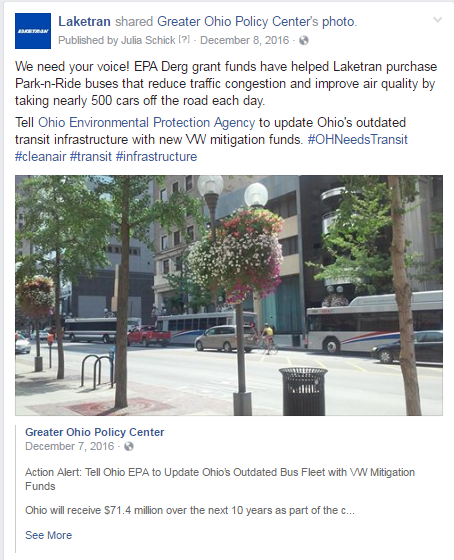 LAKETRAN
Laketran shared Greater Ohio Policy Center's photo.
Published by Julia Schick [?] · December 8, 2016 ·
We need your voice! EPA Derg grant funds have helped Laketran purchase
Park-n-Ride buses that reduce traffic congestion and improve air quality by
taking nearly 500 cars off the road each day.
Tell Ohio Environmental Protection Agency to update Ohio's outdated
transit infrastructure with new VW mitigation funds. #OHNeedsTransit
#cleanair #transit #infrastructure
Greater Ohio Policy Center
December 7, 2016 ·
Action Alert: Tell Ohio EPA to Update Ohio's Outdated Bus Fleet with VW Mitigation
Funds
Ohio will receive $71.4 million over the next 10 years as part of the c...
See More